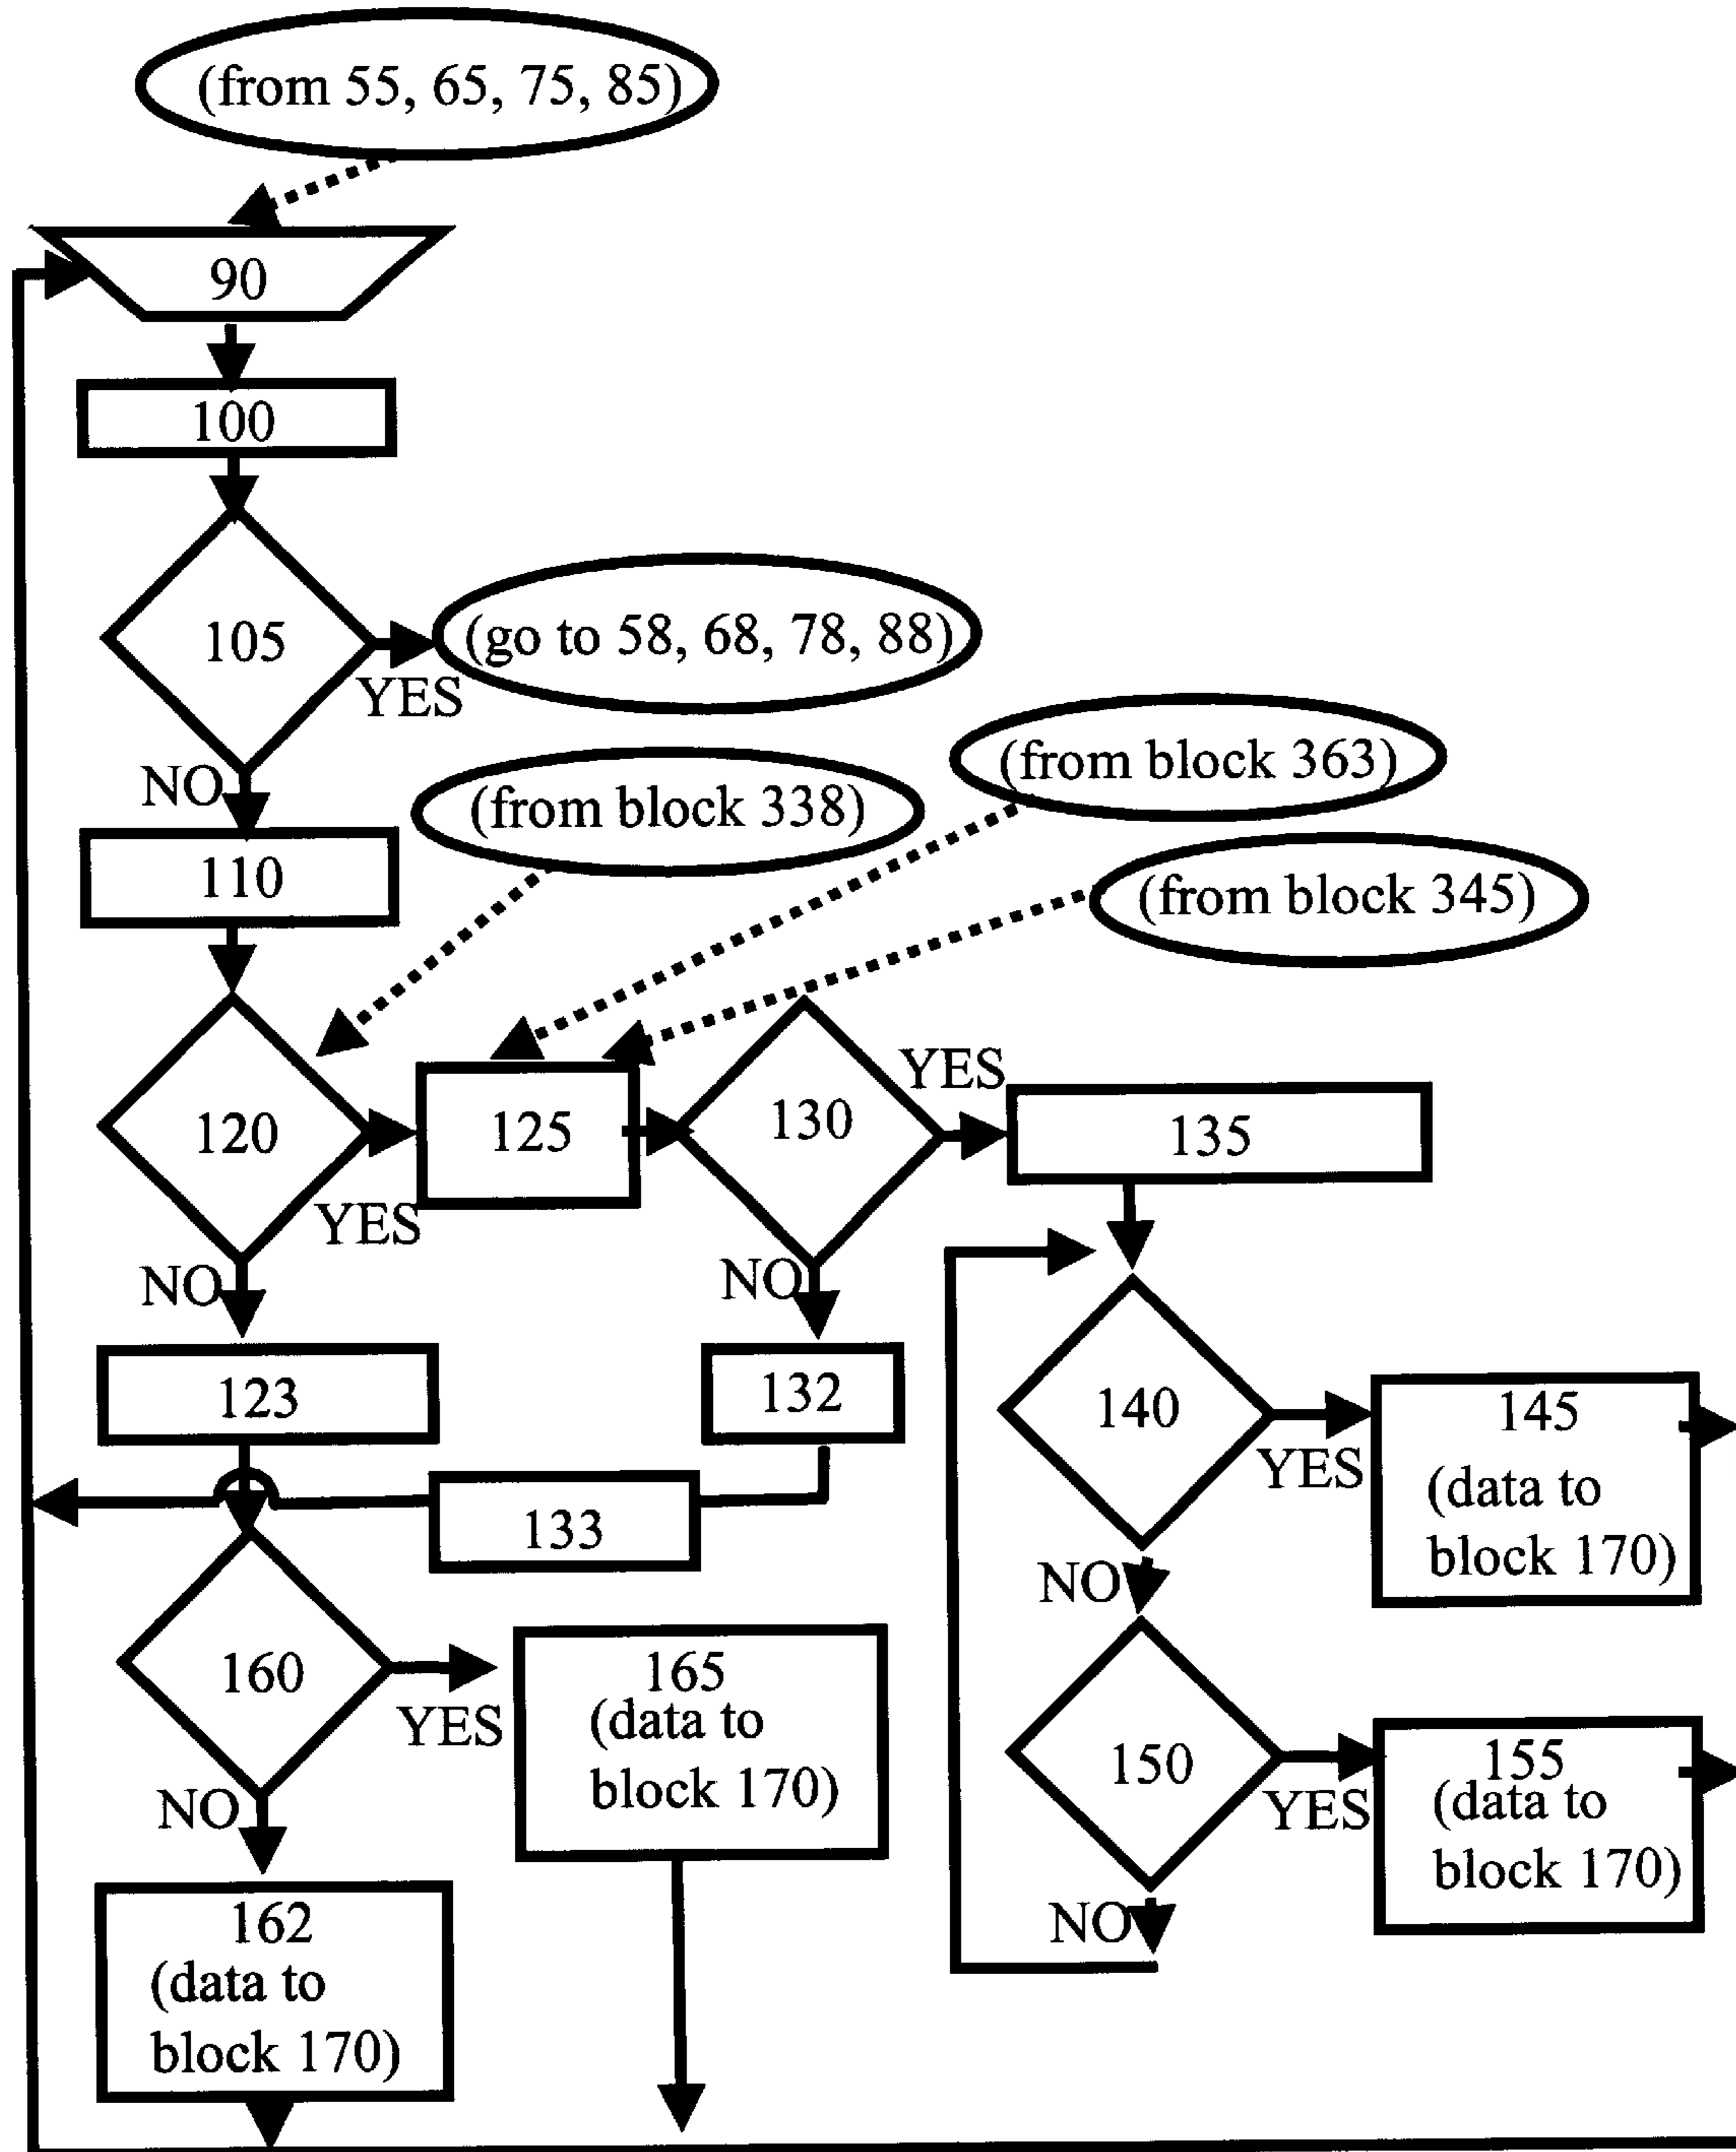 (from 55, 65, 75, 85)
90
100
105
YES
(go to 58, 68, 78, 88)
NO
(from block 363)
(from block 338)
110
(from block 345)
120
YES
125
130
YES
135
NO
NO
123
132
140
YES
145
(data to
block 170)
133
NO
160
YES
165
(data to
block 170)
150
YES
155
(data to
block 170)
NO
NO
162
(data to
block 170)